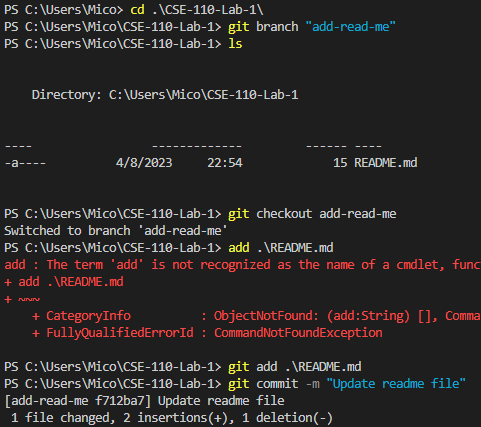 PS C:\Users\Mico> cd .\CSE-110-Lab-1\
PS C:\Users\Mico\CSE-110-Lab-1> git branch "add-read-me"
PS C:\Users\Mico\CSE-110-Lab-1> ls
Directory: C:\Users\Mico\CSE-110-Lab-1
---- ------------- ------ ----
-a---- 4/8/2023 22:54 15 README.md
PS C:\Users\Mico\CSE-110-Lab-1> git checkout add-read-me
Switched to branch 'add-read-me'
PS C:\Users\Mico\CSE-110-Lab-1> add .\README.md
add : The term 'add' is not recognized as the name of a cmdlet, func
+ add .\README.md
+ ~~~
+ CategoryInfo : ObjectNotFound: (add:String) [], Comma
+ FullyQualifiedErrorId : CommandNotFoundException
PS C:\Users\Mico\CSE-110-Lab-1> git add .\README.md
PS C:\Users\Mico\CSE-110-Lab-1> git commit -m "Update readme file"
[add-read-me f712ba7] Update readme file
1 file changed, 2 insertions(+), 1 deletion(-)